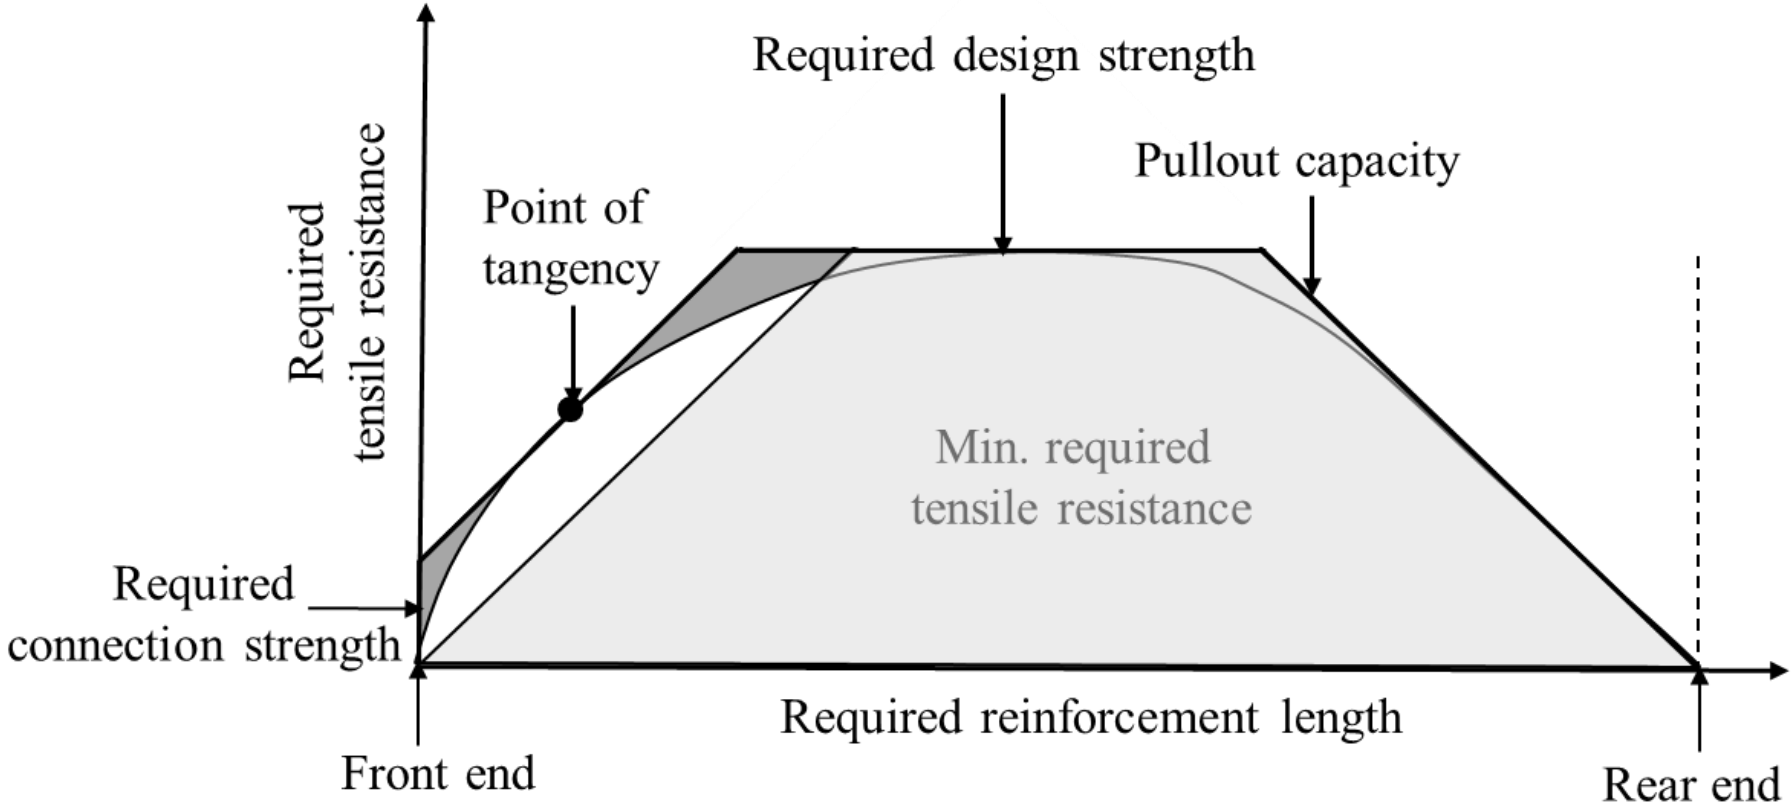 Required design strength
Pullout capacity
Point of
tangency
Required
tensile resistance
Min. required
tensile resistance
Required
connection strength
Required reinforcement length
Front end
Rear end